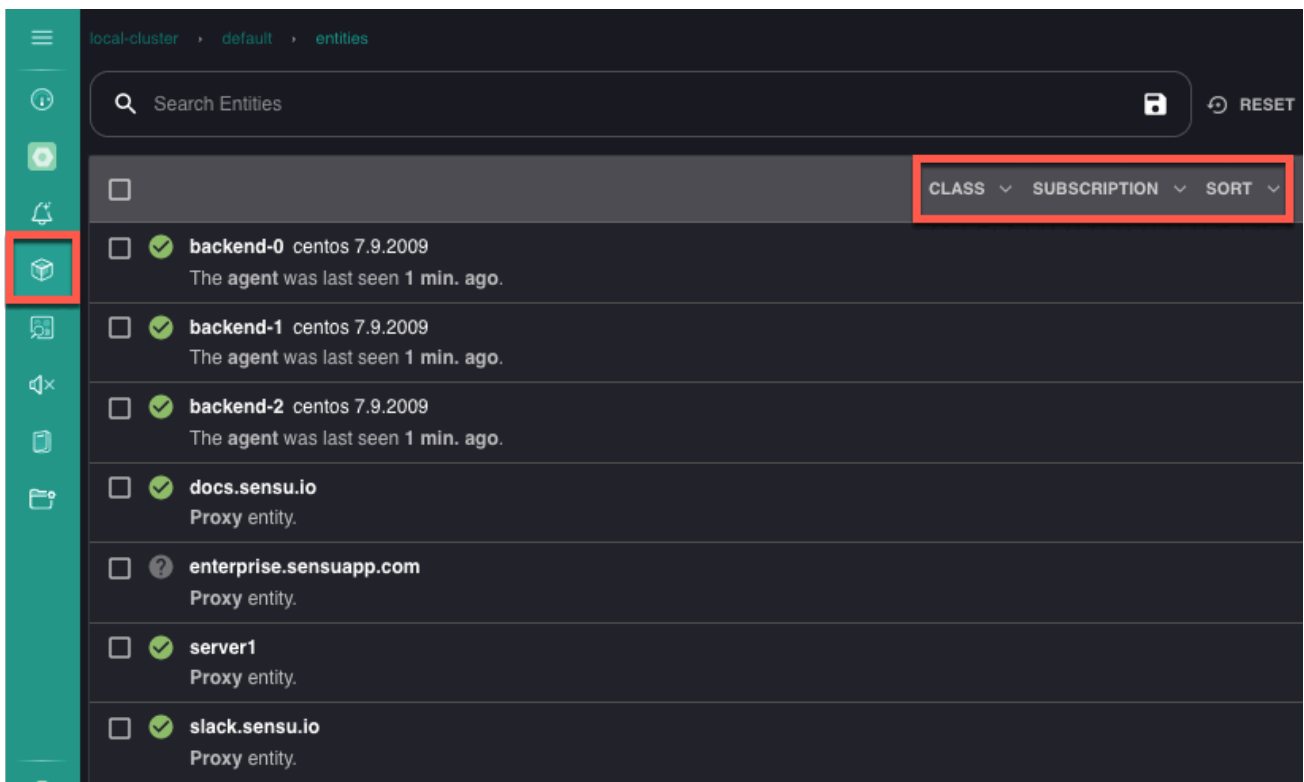 local-cluster › default › entities
Search Entities
RESET
CLASS SUBSCRIPTION SORT
backend-0 centos 7.9.2009
The agent was last seen 1 min. ago.
backend-1 centos 7.9.2009
The agent was last seen 1 min. ago.
backend-2 centos 7.9.2009
The agent was last seen 1 min. ago.
docs.sensu.io
Proxy entity.
enterprise.sensuapp.com
Proxy entity.
server1
Proxy entity.
slack.sensu.io
Proxy entity.